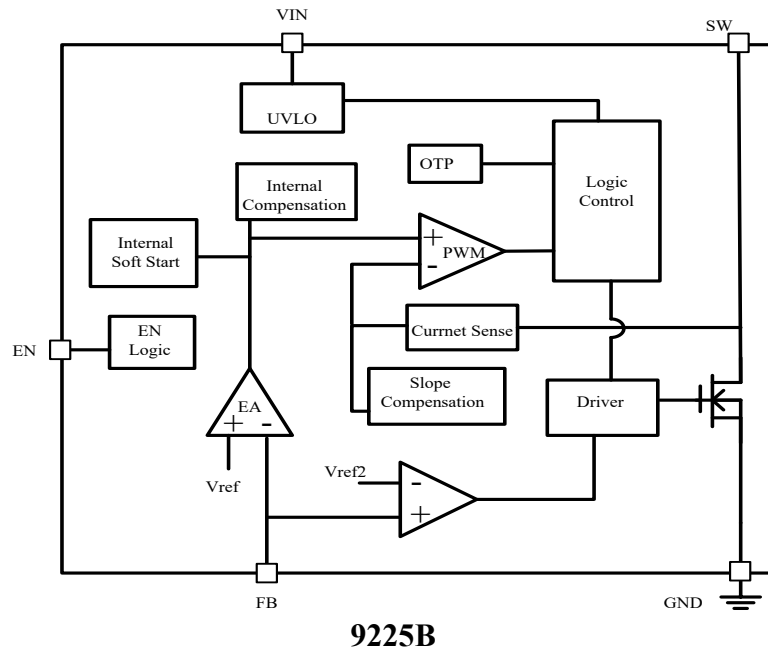 VIN
SW
UVLO
OTP
Logic
Control
Internal
Compensation
Internal
Soft Start
+
-
PWM
EN
EN
Logic
Currnet Sense
Slope
Compensation
EA
+
-
Driver
Vref
Vref2
-
+
FB
GND
9225B